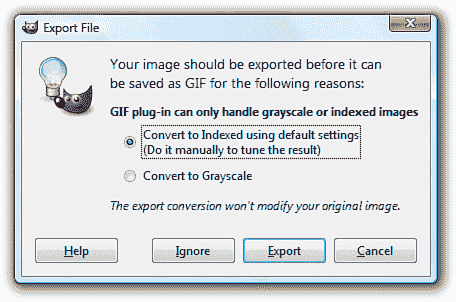 Export File
Your image should be exported before it can
be saved as GIF for the following reasons:
GIF plug-in can only handle grayscale or indexed images
Convert to Indexed using default settings
(Do it manually to tune the result)
Convert to Grayscale
The export conversion won't modify your original image.
Help Ignore Export Cancel